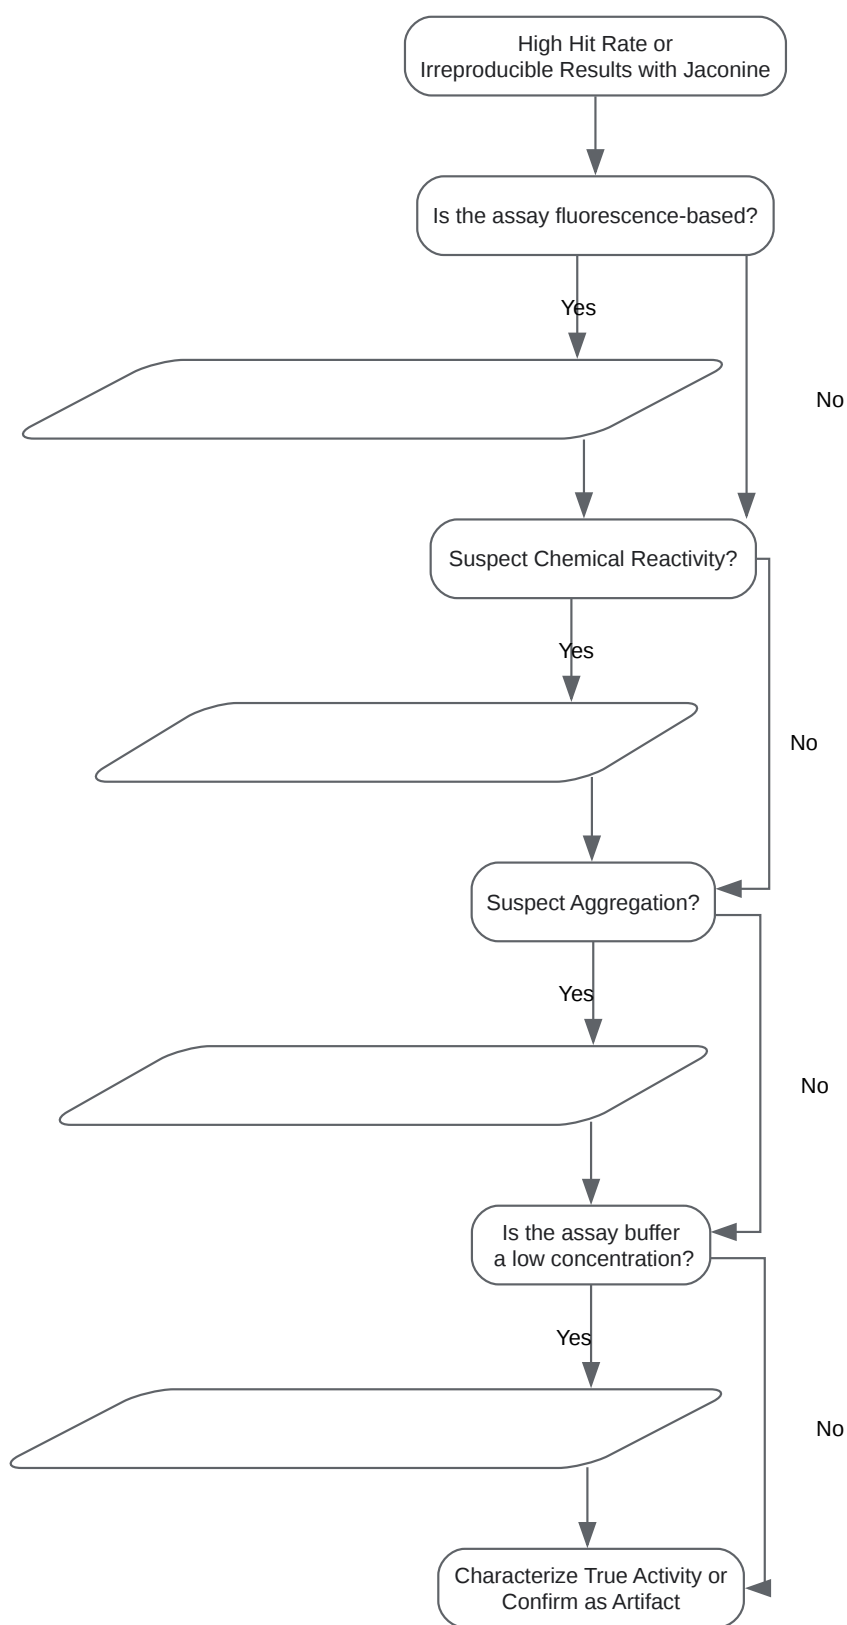 High Hit Rate or
Irreproducible Results with Jaconine
Is the assay fluorescence-based?
Yes
No
Suspect Chemical Reactivity?
Yes
No
Suspect Aggregation?
Yes
No
Is the assay buffer
a low concentration?
Yes
No
Characterize True Activity or
Confirm as Artifact